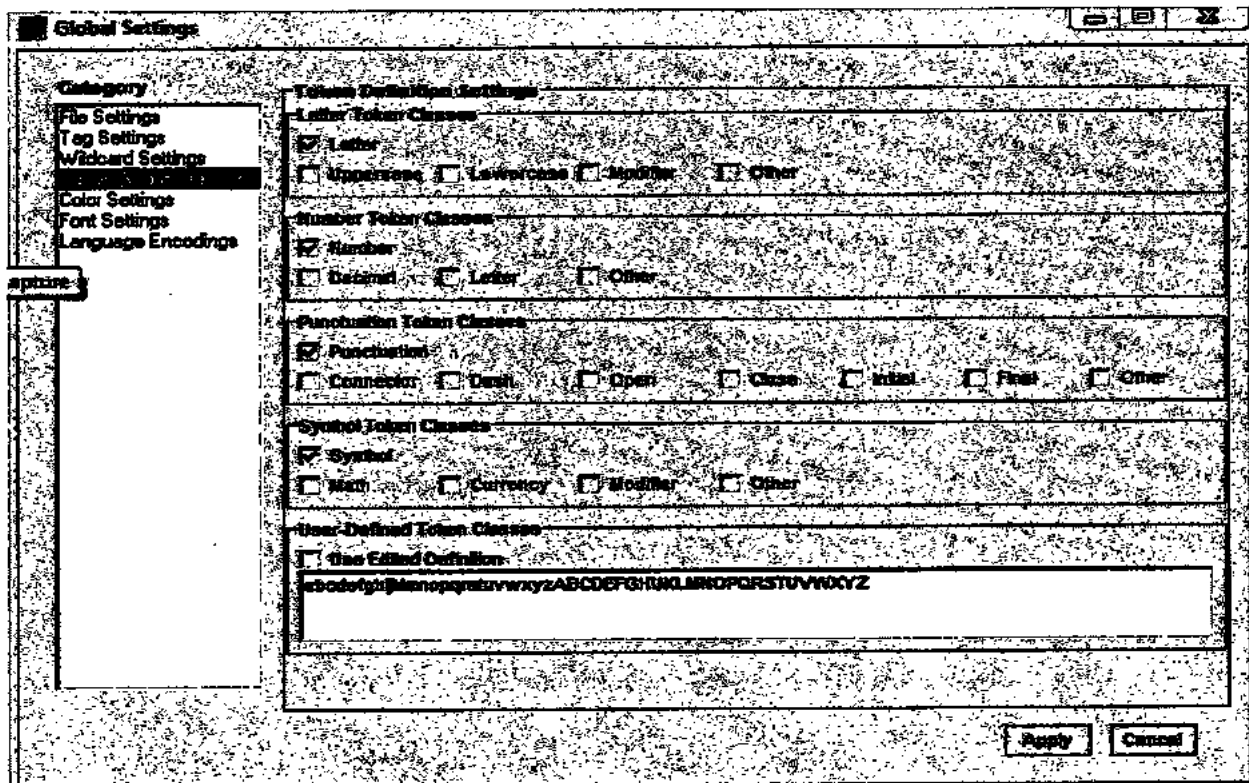 Global Settings
Category
File Settings
Tag Settings
Wildcard Settings
Color Settings
Font Settings
Language Encodings
Token Definition Settings
Letter Token Classes
Letter
Uppercase Lowercase Modifier Other
Number Token Classes
Number
Decimal Letter Other
Punctuation Token Classes
Punctuation
Connector Dash Open Close Initial Final Other
Symbol Token Classes
Symbol
Math Currency Modifier Other
User-Defined Token Classes
Use Edited Definition
abcdefghijklmnopqrstuvwxyzABCDEFGHIJKLMNOPQRSTUVWXYZ
Apply Cancel